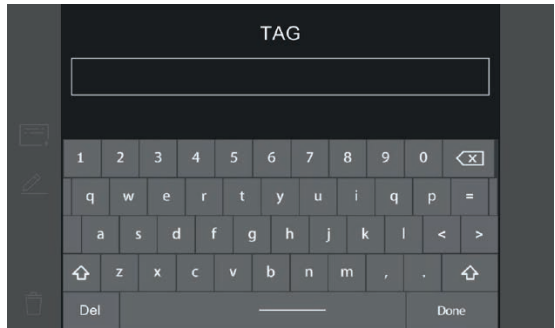 TAG
1 2 3 4 5 6 7 8 9 0
q w e r t y u i q p =
a s d f g h j k l < >
z x c v b n m , .
Del Done